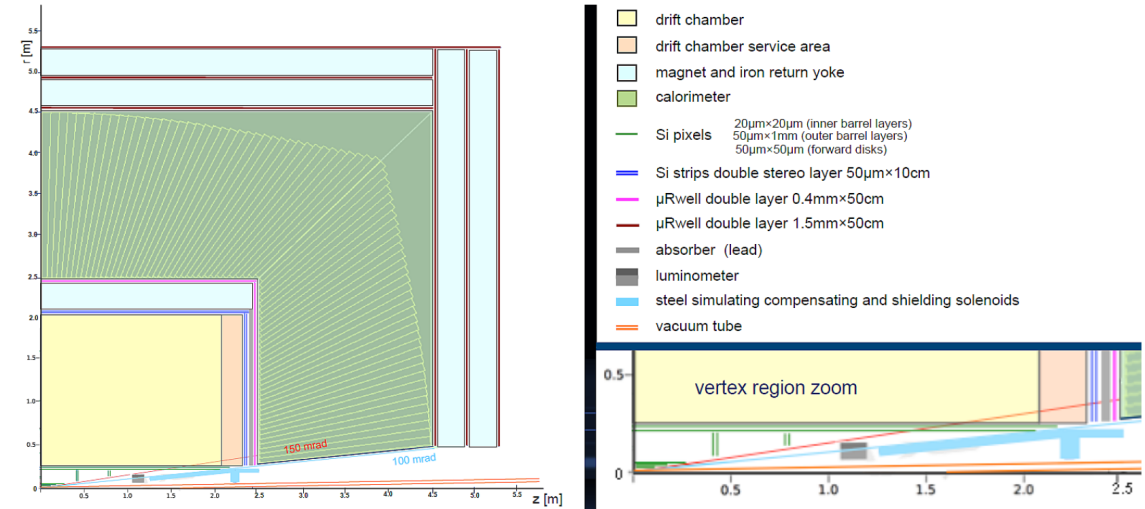 r [m]
5.5
5.0
4.5
4.0
3.5
3.0
2.5
2.0
1.5
1.0
0.5
0
0.5
1.0
1.5
2.0
2.5
3.0
3.5
4.0
4.5
5.0
5.5
z [m]
150 mrad
100 mrad
drift chamber
drift chamber service area
magnet and iron return yoke
calorimeter
Si pixels
20μm×20μm (inner barrel layers)
50μm×1mm (outer barrel layers)
50μm×50μm (forward disks)
Si strips double stereo layer 50μm×10cm
μRwell double layer 0.4mm×50cm
μRwell double layer 1.5mm×50cm
absorber (lead)
luminometer
steel simulating compensating and shielding solenoids
vacuum tube
vertex region zoom
0.5
0
0.5
1.0
1.5
2.0
2.5